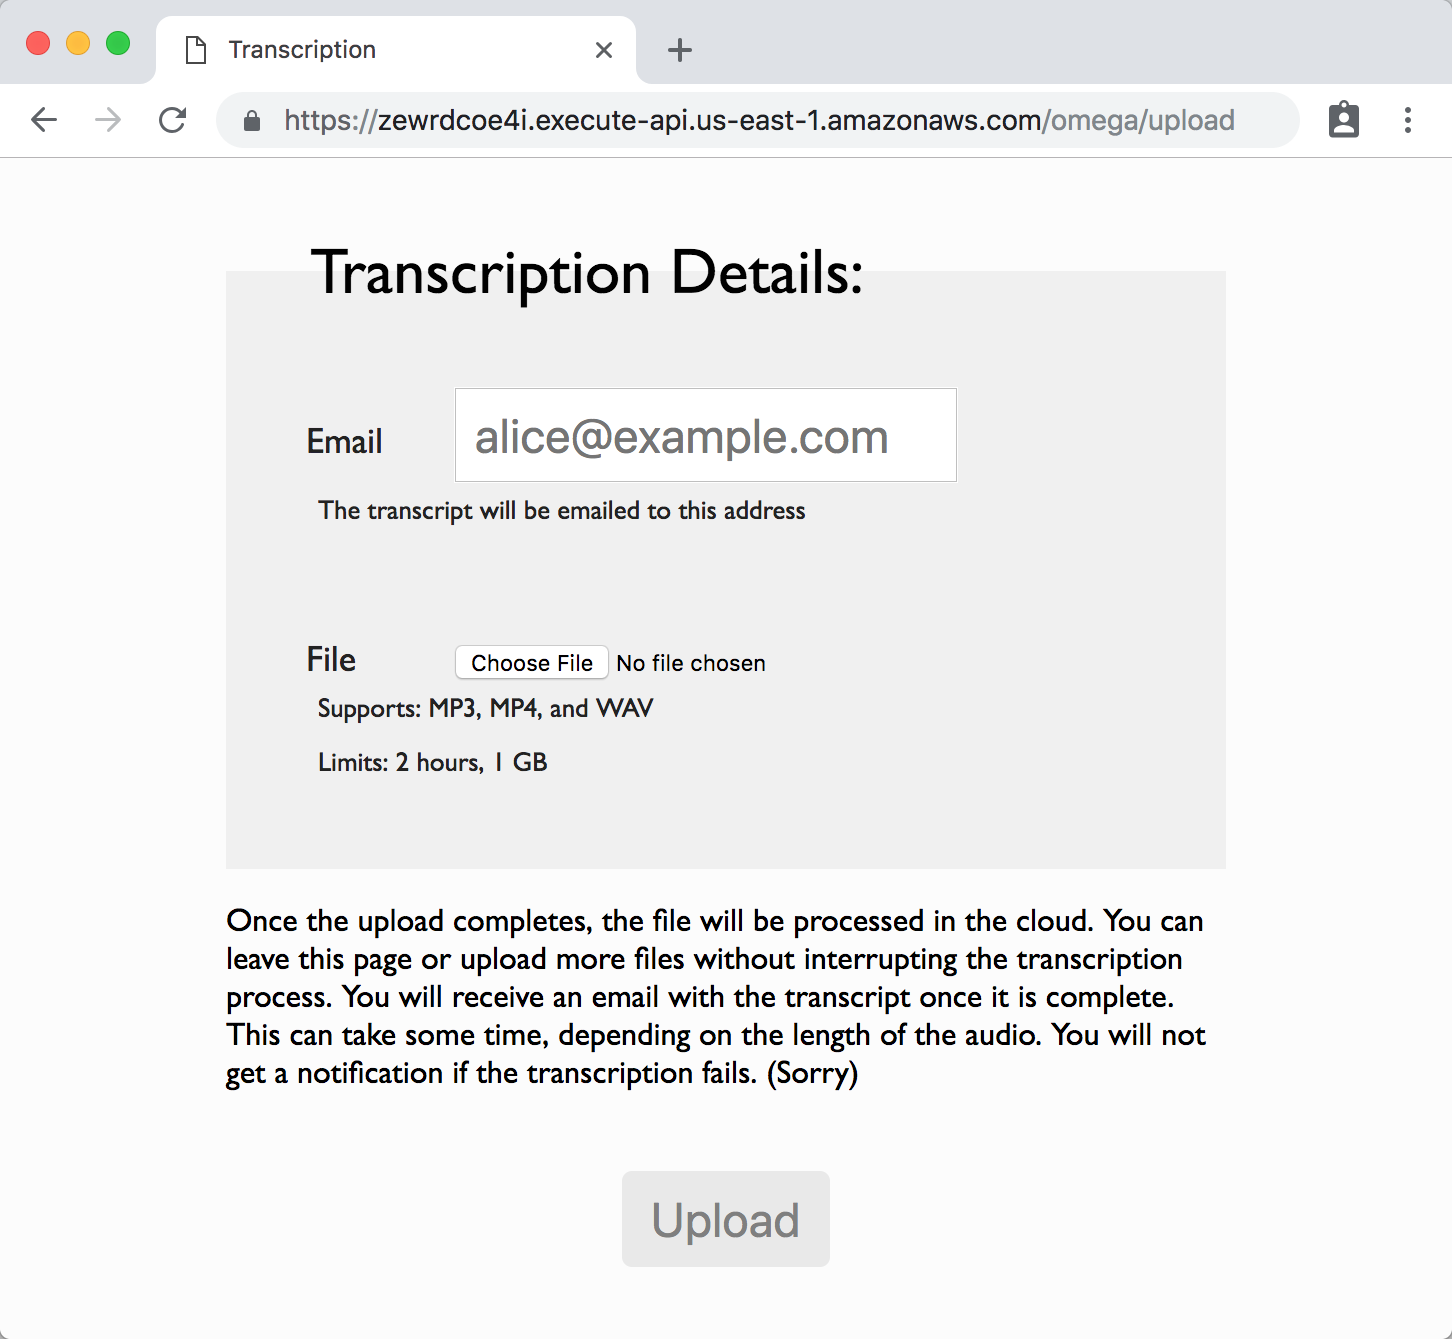 Transcription
https://zewrdcoe4i.execute-api.us-east-1.amazonaws.com/omega/upload
Transcription Details:
Email
alice@example.com
The transcript will be emailed to this address
File
Choose File No file chosen
Supports: MP3, MP4, and WAV
Limits: 2 hours, 1 GB
Once the upload completes, the file will be processed in the cloud. You can
leave this page or upload more files without interrupting the transcription
process. You will receive an email with the transcript once it is complete.
This can take some time, depending on the length of the audio. You will not
get a notification if the transcription fails. (Sorry)
Upload